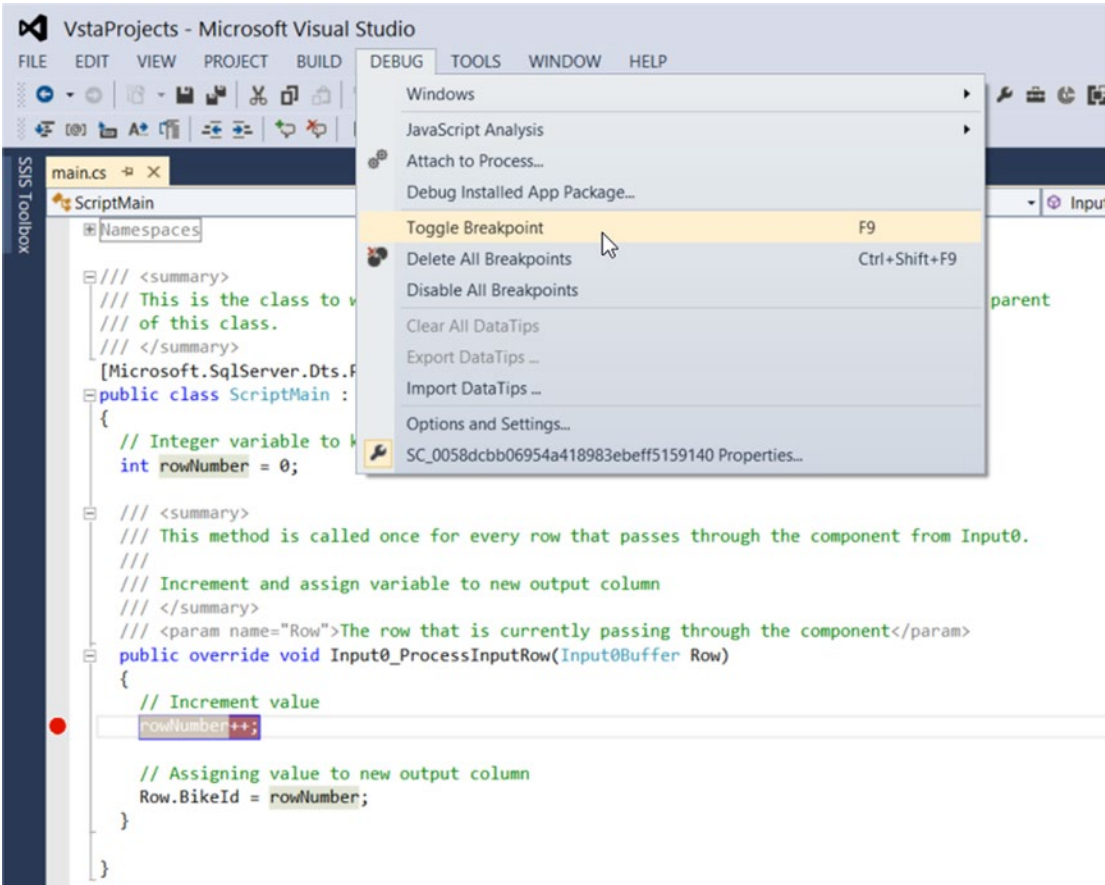 VstaProjects - Microsoft Visual Studio
FILE EDIT VIEW PROJECT BUILD DEBUG TOOLS WINDOW HELP
Windows
JavaScript Analysis
Attach to Process...
Debug Installed App Package...
Toggle Breakpoint F9
Delete All Breakpoints Ctrl+Shift+F9
Disable All Breakpoints
Clear All DataTips
Export DataTips ...
Import DataTips ...
Options and Settings...
SC_0058dcbb06954a418983ebeff5159140 Properties...
SSIS Toolbox
main.cs
ScriptMain Input
Namespaces
/// <summary>
/// This is the class to parent
/// of this class.
/// </summary>
[Microsoft.SqlServer.Dts.
public class ScriptMain :
{
// Integer variable to
int rowNumber = 0;
/// <summary>
/// This method is called once for every row that passes through the component from Input0.
///
/// Increment and assign variable to new output column
/// </summary>
/// <param name="Row">The row that is currently passing through the component</param>
public override void Input0_ProcessInputRow(Input0Buffer Row)
{
// Increment value
rowNumber++;
// Assigning value to new output column
Row.BikeId = rowNumber;
}
}